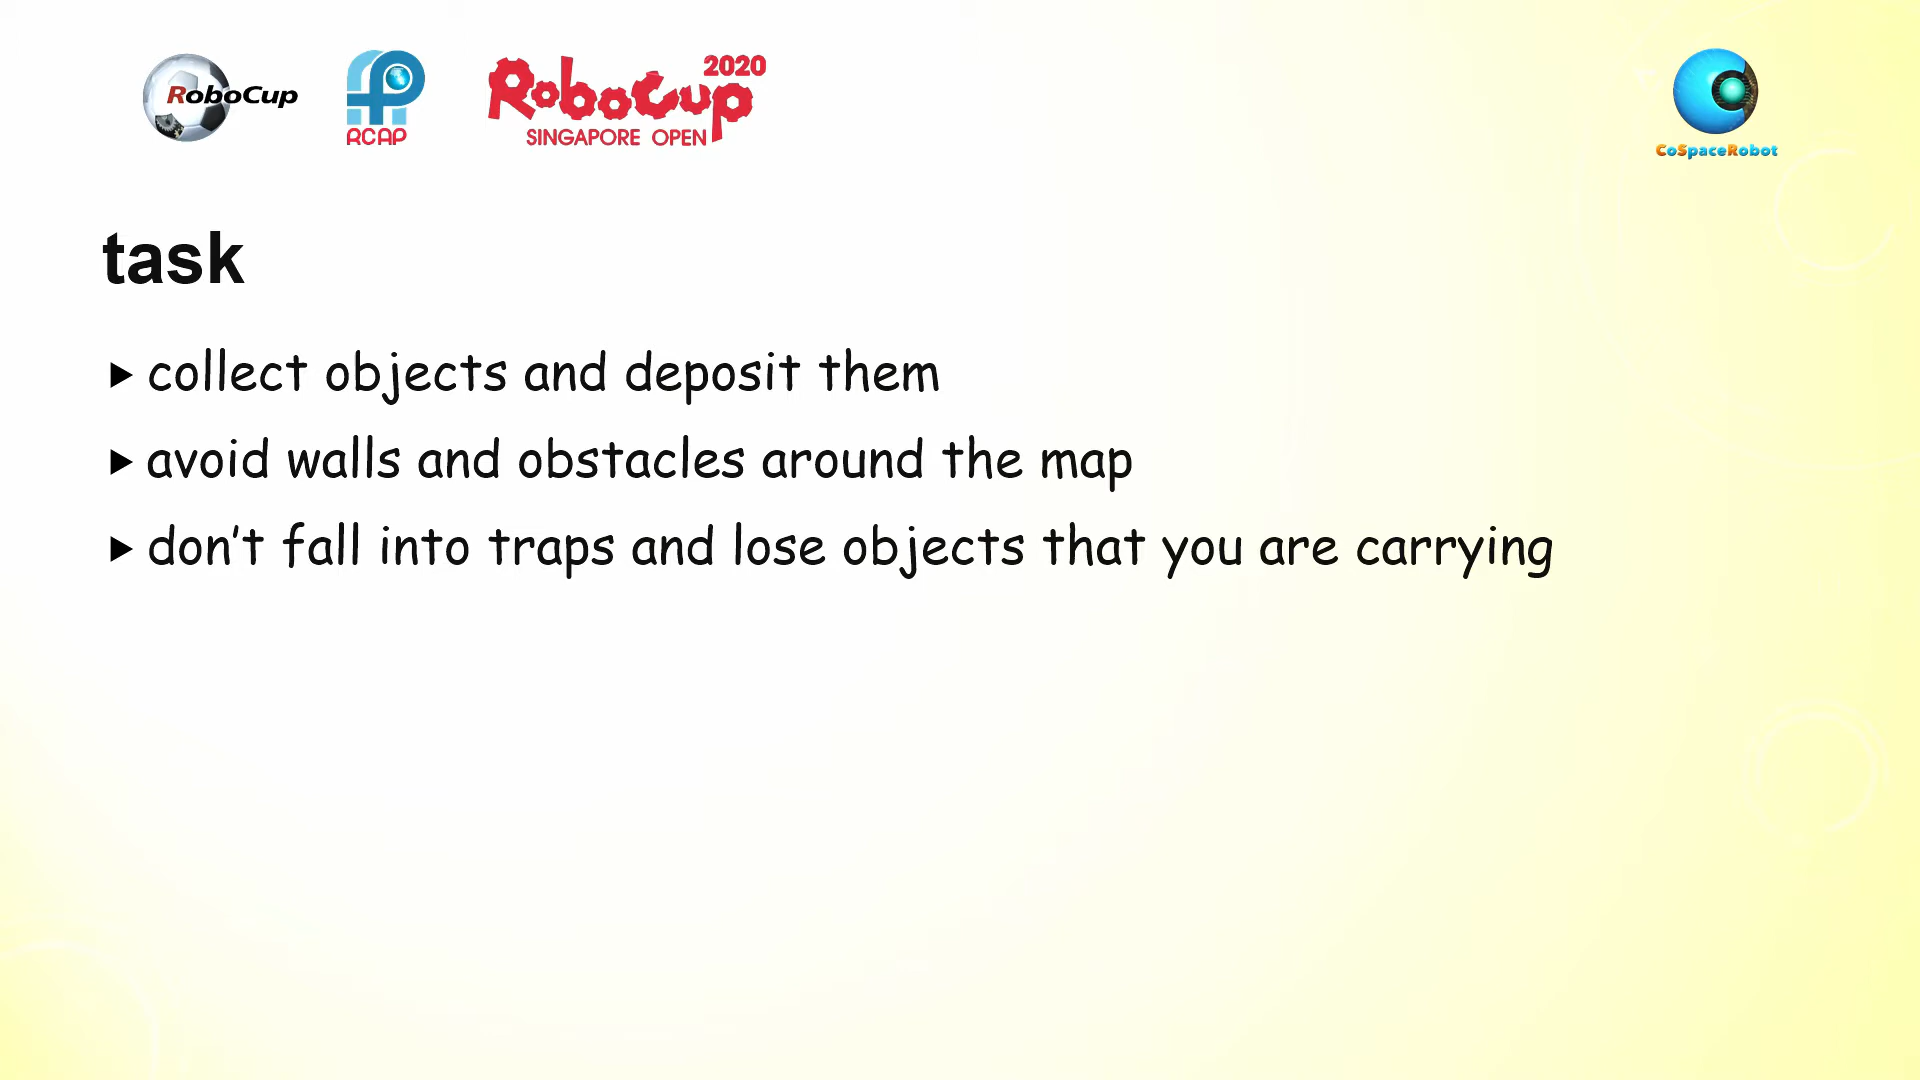 RoboCup
RCAP
RoboCup 2020
SINGAPORE OPEN
CoSpaceRobot
task
collect objects and deposit them
avoid walls and obstacles around the map
don't fall into traps and lose objects that you are carrying